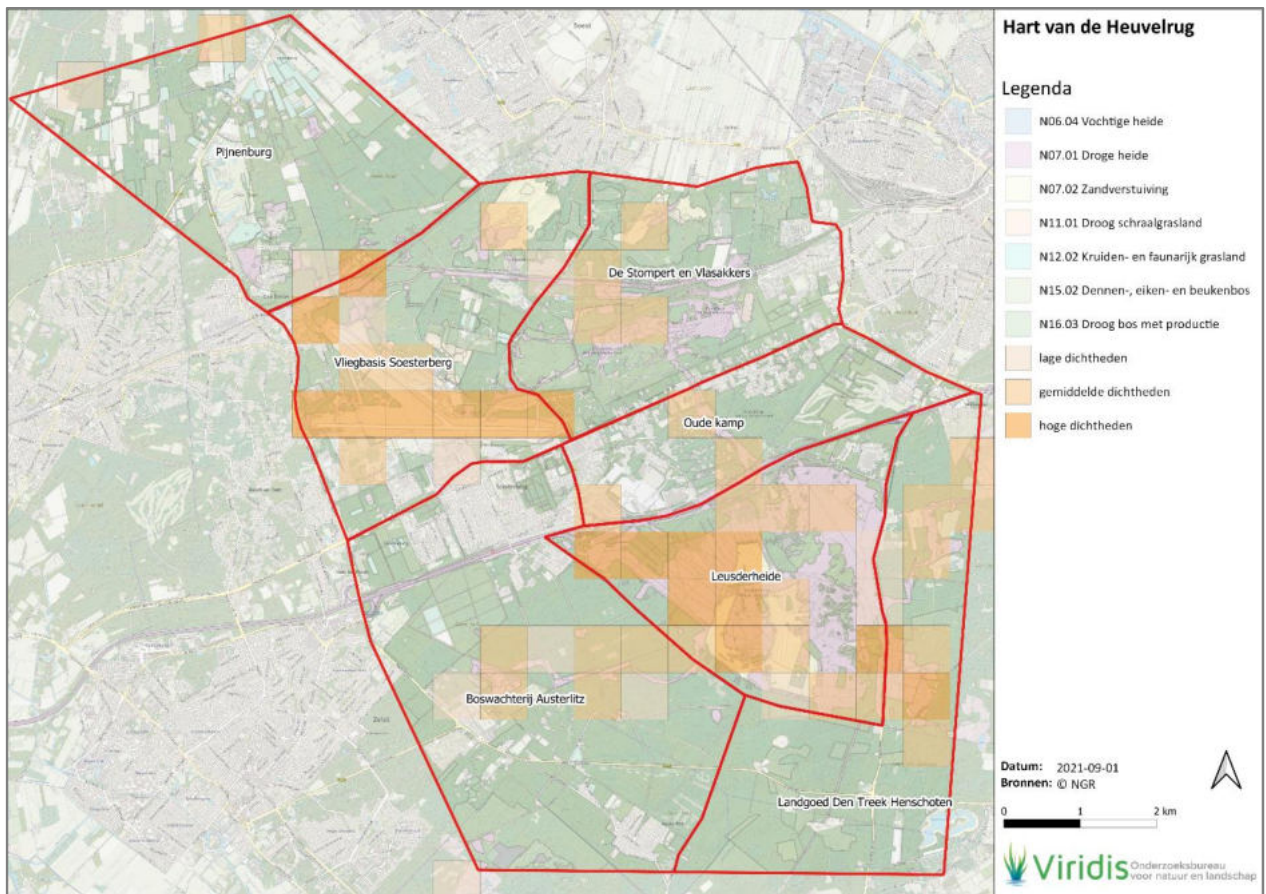 Hart van de Heuvelrug
Legenda
N06.04 Vochtige heide
N07.01 Droge heide
N07.02 Zandverstuiving
N11.01 Droog schraalgrasland
N12.02 Kruiden- en faunarijk grasland
N15.02 Dennen-, eiken- en beukenbos
N16.03 Droog bos met productie
lage dichtheden
gemiddelde dichtheden
hoge dichtheden
Pijnenburg
De Stompert en Vlasakkers
Vliegbasis Soesterberg
Oude kamp
Leusderheide
Boswachterij Austerlitz
Landgoed Den Treek Henschoten
Datum: 2021-09-01
Bronnen: © NGR
0 1 2 km
Viridis Onderzoeksbureau
voor natuur en landschap